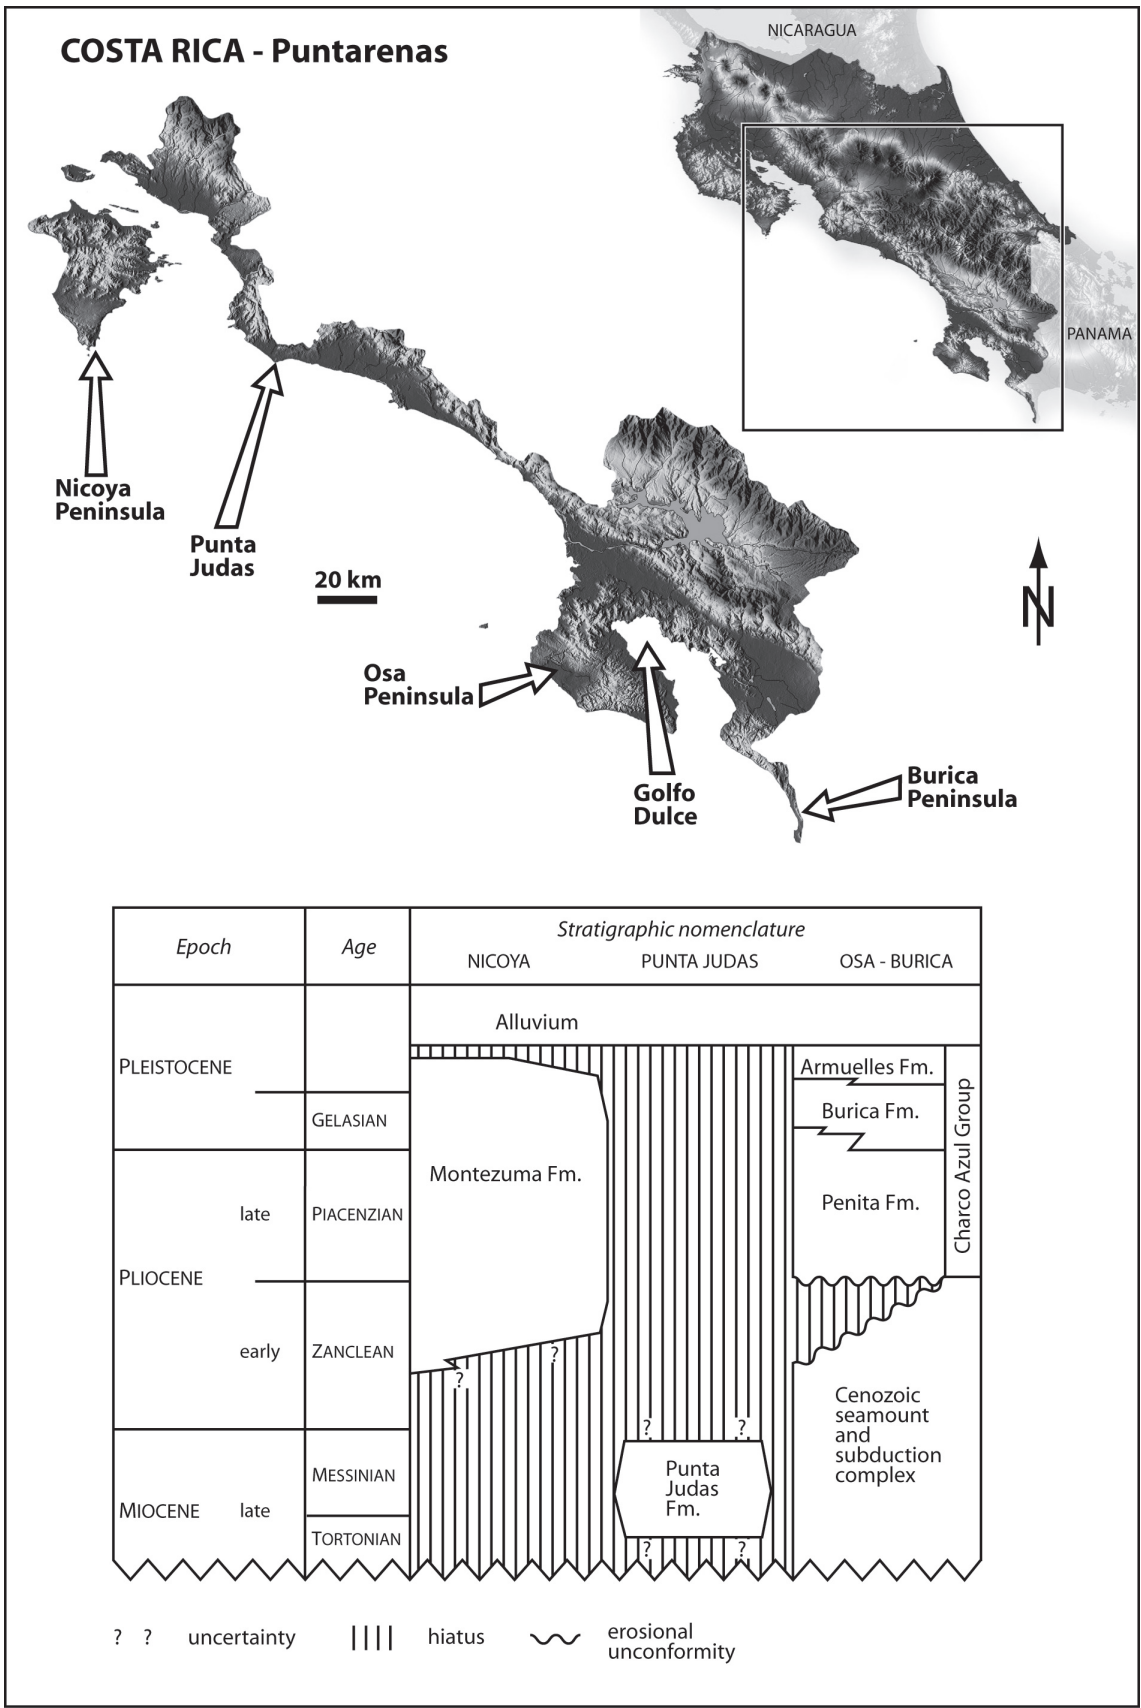 COSTA RICA - Puntarenas
NICARAGUA
PANAMA
Nicoya
Peninsula
Punta
Judas
20 km
N
Osa
Peninsula
Golfo
Dulce
Burica
Peninsula
Epoch
Age
Stratigraphic nomenclature
NICOYA
PUNTA JUDAS
OSA - BURICA
Alluvium
PLEISTOCENE
GELASIAN
Armuelles Fm.
Burica Fm.
Charco Azul Group
Montezuma Fm.
Penita Fm.
late
PIACENZIAN
PLIOCENE
early
ZANCLEAN
?
?
Cenozoic
seamount
and
subduction
complex
? ?
MESSINIAN
Punta
Judas
Fm.
MIOCENE late
TORTONIAN
? ?
? ? uncertainty
hiatus
erosional
unconformity